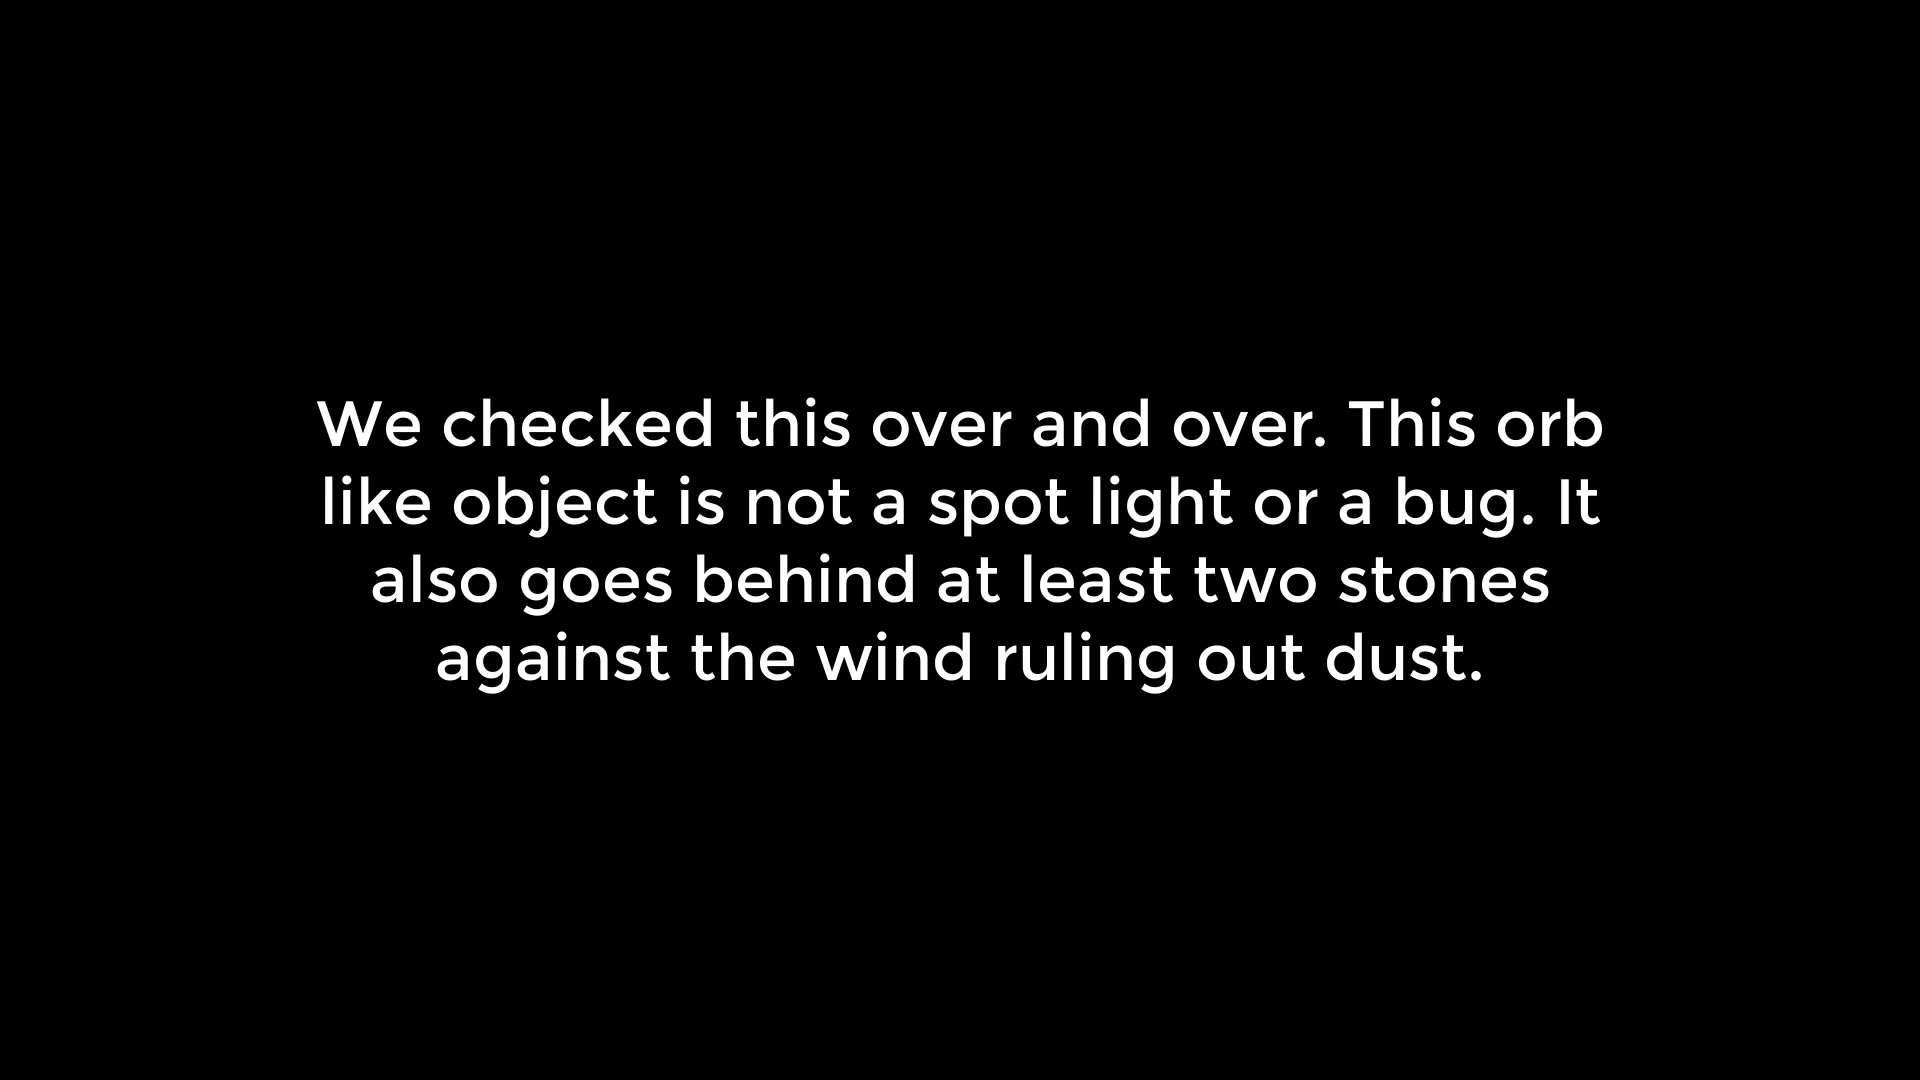 We checked this over and over. This orb
like object is not a spot light or a bug. It
also goes behind at least two stones
against the wind ruling out dust.